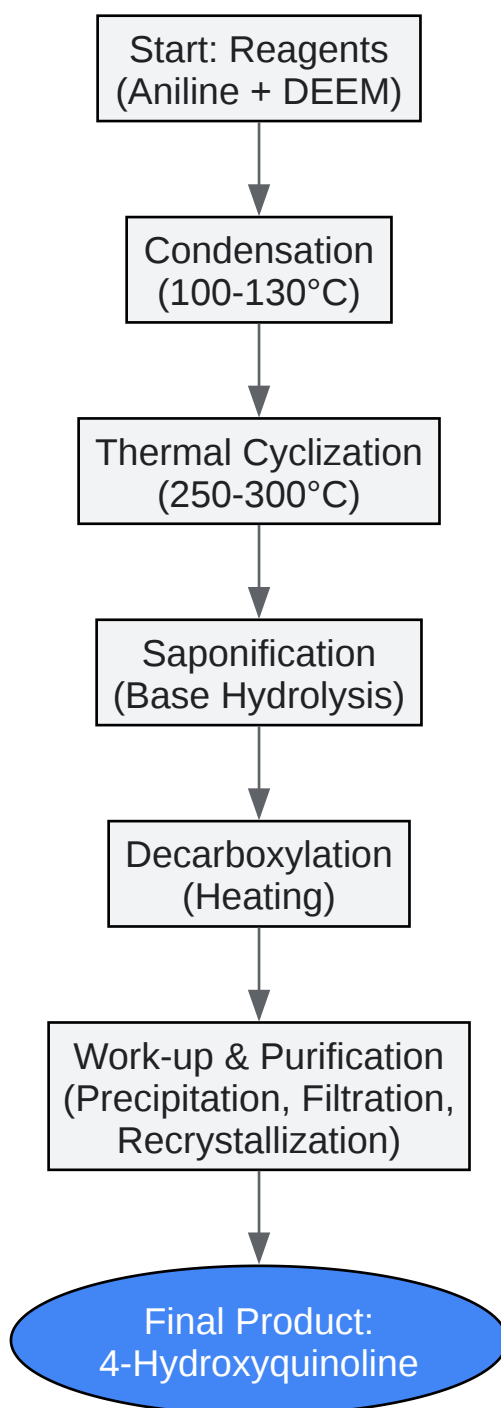 Start: Reagents
(Aniline + DEEM)
Condensation
(100-130°C)
Thermal Cyclization
(250-300°C)
Saponification
(Base Hydrolysis)
Decarboxylation
(Heating)
Work-up & Purification
(Precipitation, Filtration,
Recrystallization)
Final Product:
4-Hydroxyquinoline